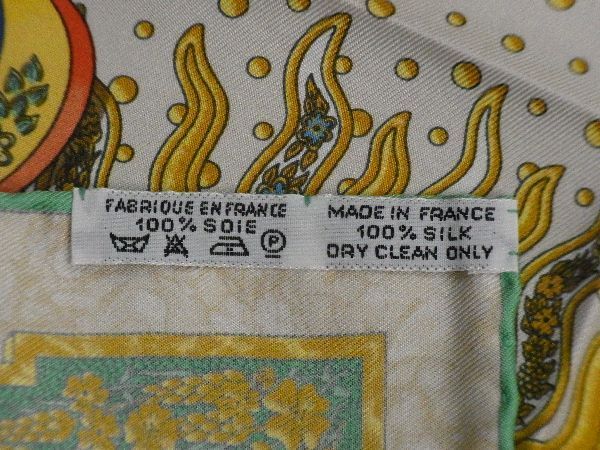 FABRIQUE EN FRANCE
100% SOIE
P
MADE IN FRANCE
100% SILK
DRY CLEAN ONLY